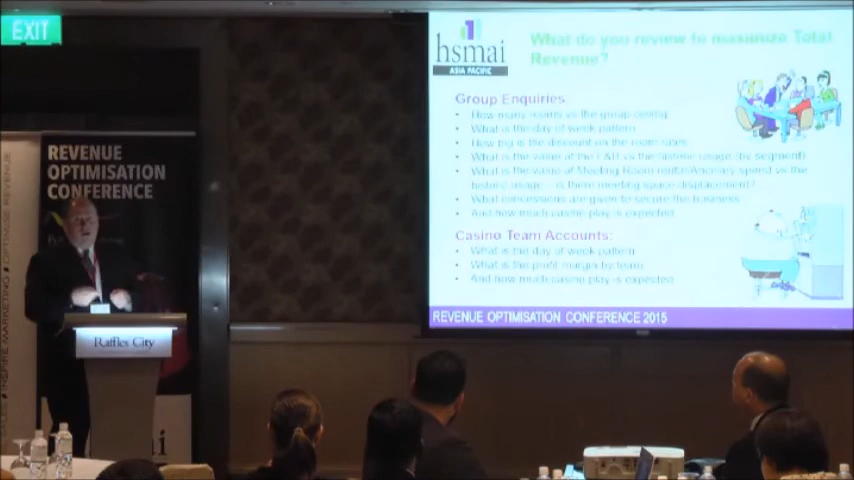 EXIT
REVENUE
OPTIMISATION
CONFERENCE
SALES # INSPIRE MARKETING # OPTIMISE REVENUE
Raffles City
hsmai
ASIA PACIFIC
What do you review to maximize Total
Revenue?
Group Enquiries:
• How many rooms vs the group ceiling
• What is the day of week pattern
• How big is the discount on the room rates
• What is the value of the F&B vs the historic usage (by segment)
• What is the value of Meeting Room rental/Ancillary spend vs the
historic usage – is there meeting space displacement?
• What concessions are given to secure the business
• And how much casino play is expected
Casino Team Accounts:
• What is the day of week pattern
• What is the profit margin by team
• And how much casino play is expected
REVENUE OPTIMISATION CONFERENCE 2015